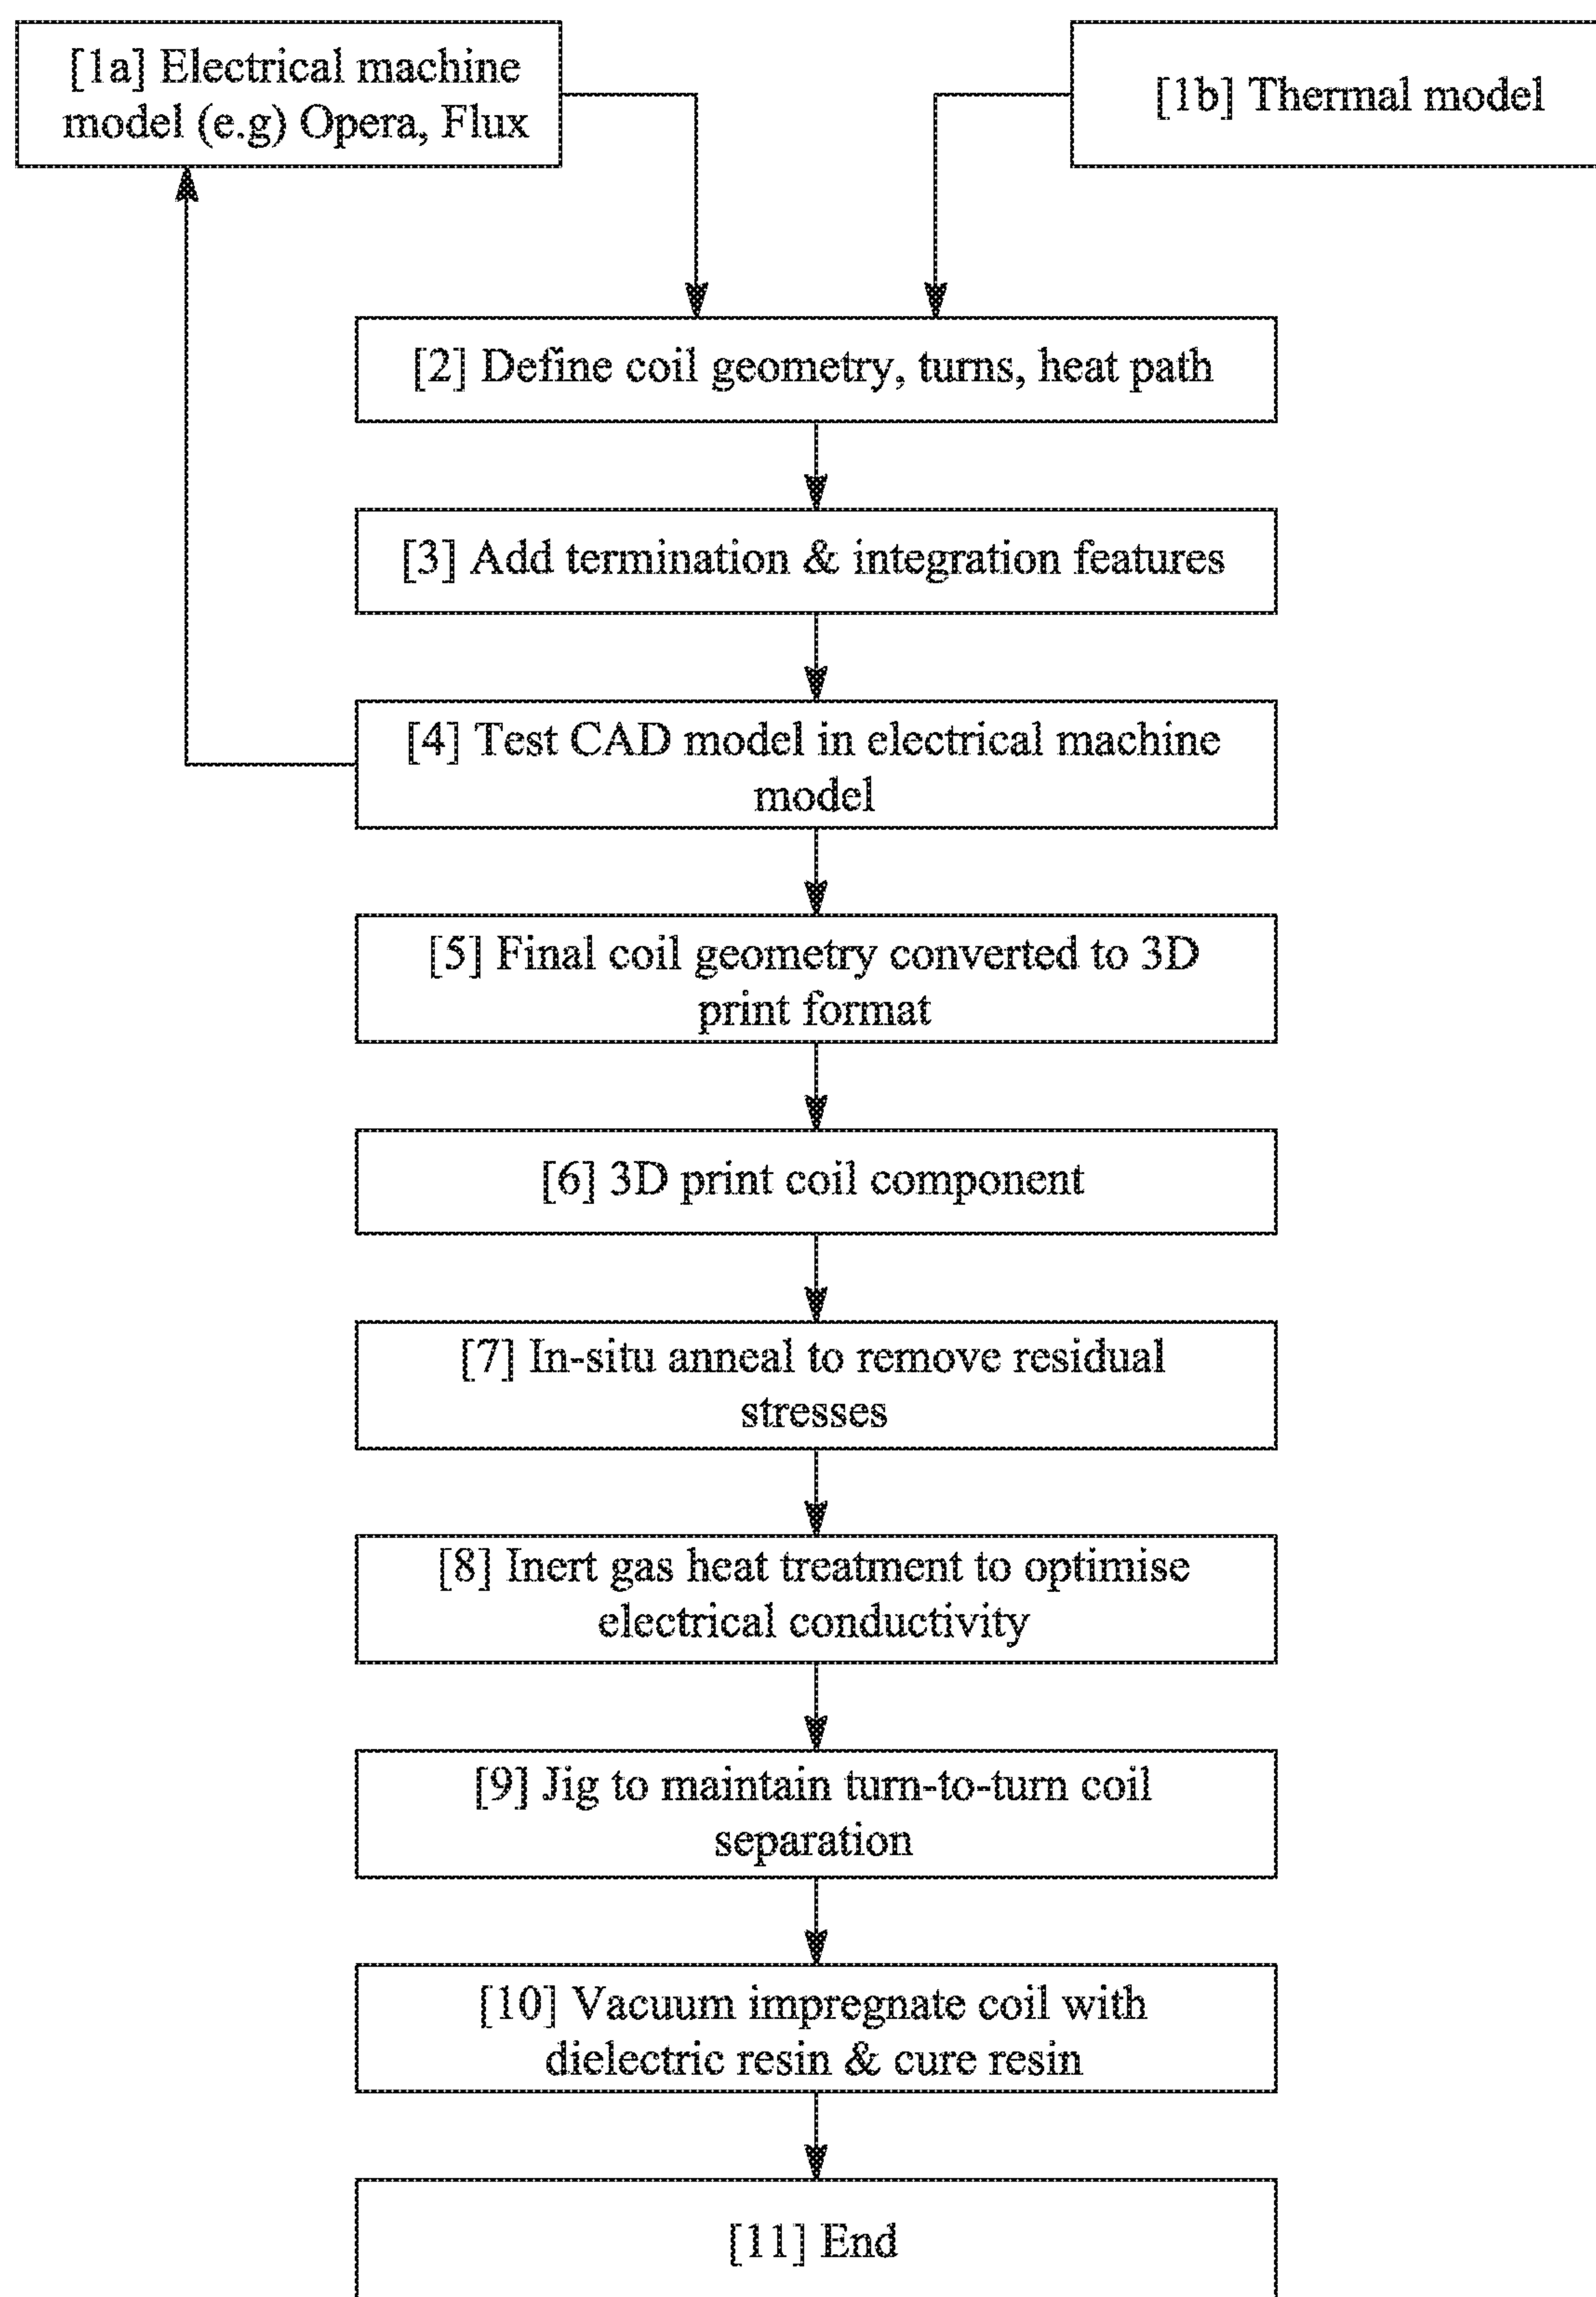 [1a] Electrical machine
model (e.g) Opera, Flux
[1b] Thermal model
[2] Define coil geometry, turns, heat path
[3] Add termination & integration features
[4] Test CAD model in electrical machine
model
[5] Final coil geometry converted to 3D
print format
[6] 3D print coil component
[7] In-situ anneal to remove residual
stresses
[8] Inert gas heat treatment to optimise
electrical conductivity
[9] Jig to maintain turn-to-turn coil
separation
[10] Vacuum impregnate coil with
dielectric resin & cure resin
[11] End